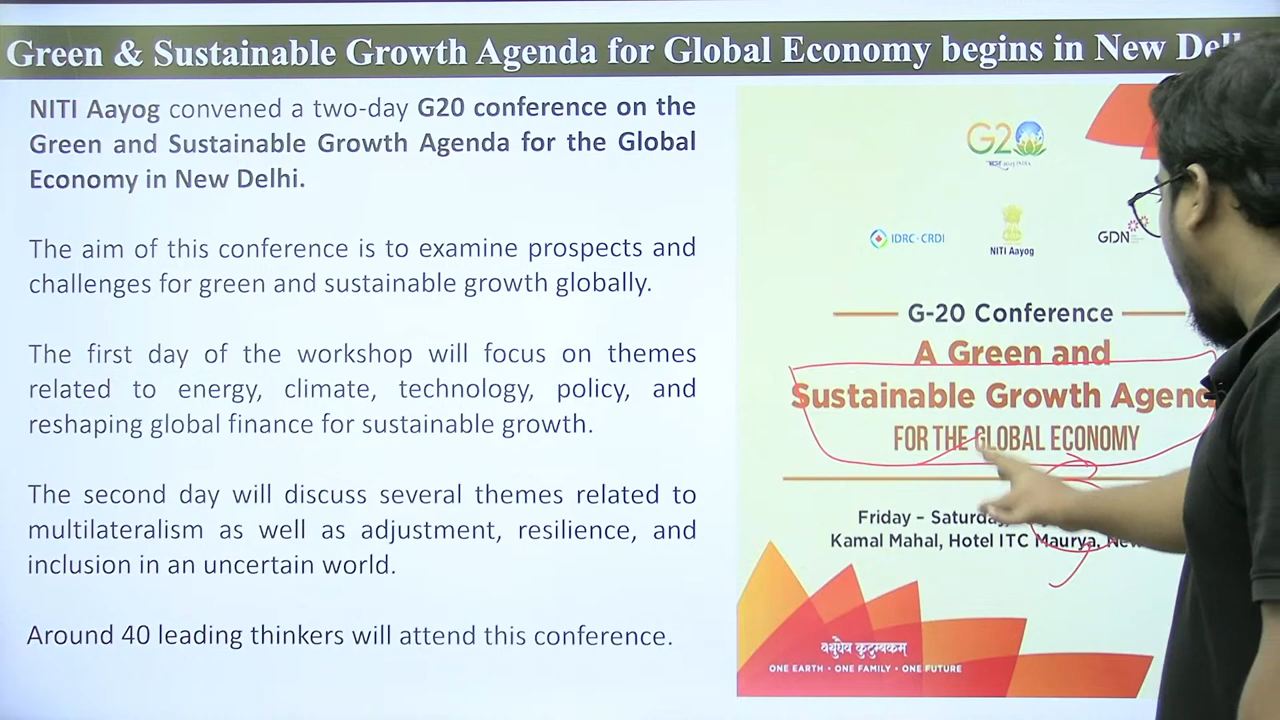 Green & Sustainable Growth Agenda for Global Economy begins in New
NITI Aayog convened a two-day G20 conference on the
Green and Sustainable Growth Agenda for the Global
Economy in New Delhi.
The aim of this conference is to examine prospects and
challenges for green and sustainable growth globally.
The first day of the workshop will focus on themes
related to energy, climate, technology, policy, and
reshaping global finance for sustainable growth.
The second day will discuss several themes related to
multilateralism as well as adjustment, resilience, and
inclusion in an uncertain world.
Around 40 leading thinkers will attend this conference.
G20
भारत 2023 INDIA
IDRC · CRDI
NITI Aayog
GDN
G-20 Conference
A Green and
Sustainable Growth
FOR THE GLOBAL ECONOMY
Friday – Saturday,
Kamal Mahal, Hotel ITC Maurya,
वसुधैव कुटुम्बकम्
ONE EARTH • ONE FAMILY • ONE FUTURE